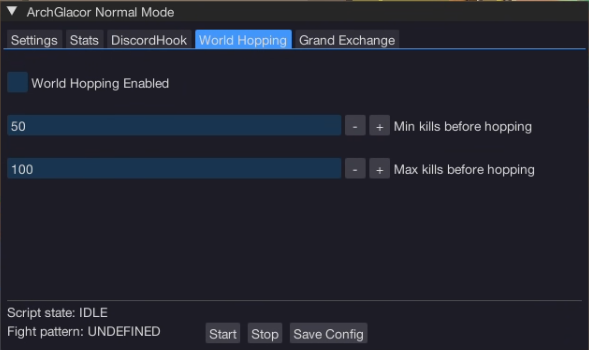 ArchGlacor Normal Mode
Settings Stats DiscordHook World Hopping Grand Exchange
World Hopping Enabled
50 - + Min kills before hopping
100 - + Max kills before hopping
Script state: IDLE
Fight pattern: UNDEFINED Start Stop Save Config